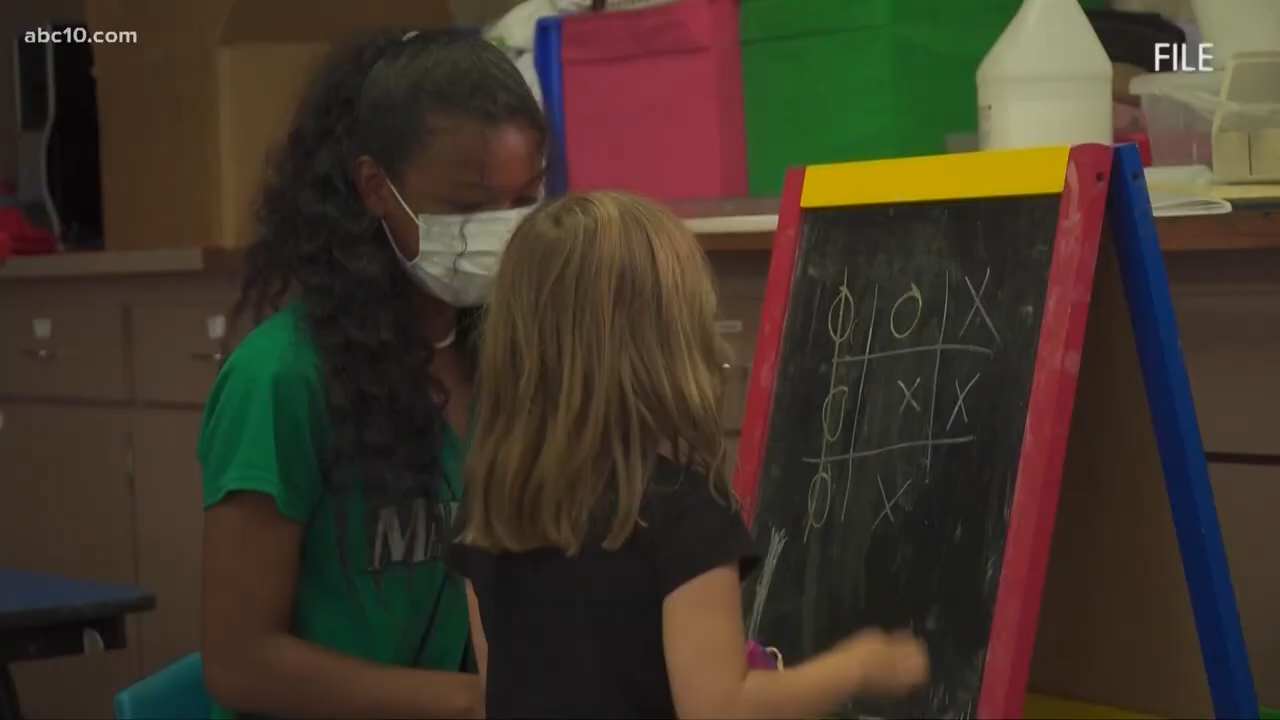 abc10.com
FILE
O O X
O X X
O X